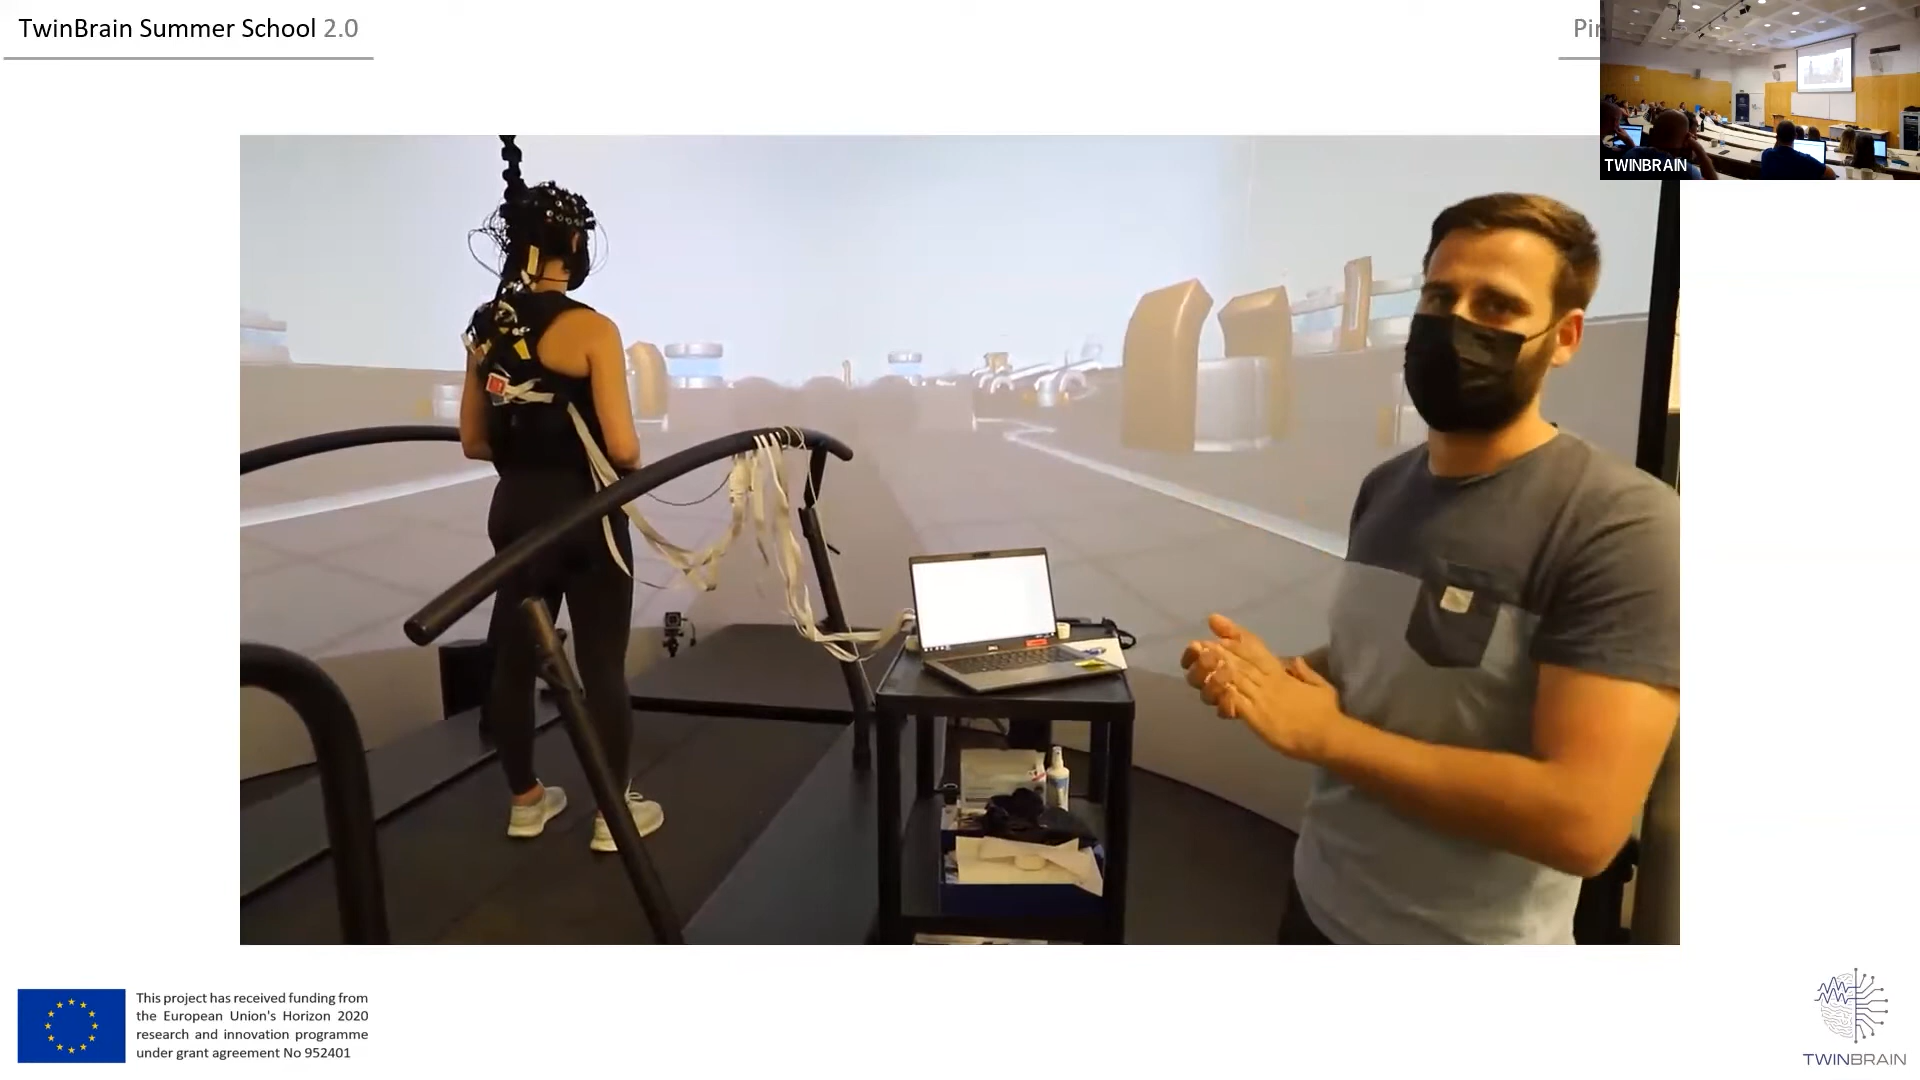 TwinBrain Summer School 2.0
TWINBRAIN
This project has received funding from
the European Union's Horizon 2020
research and innovation programme
under grant agreement No 952401
TWINBRAIN